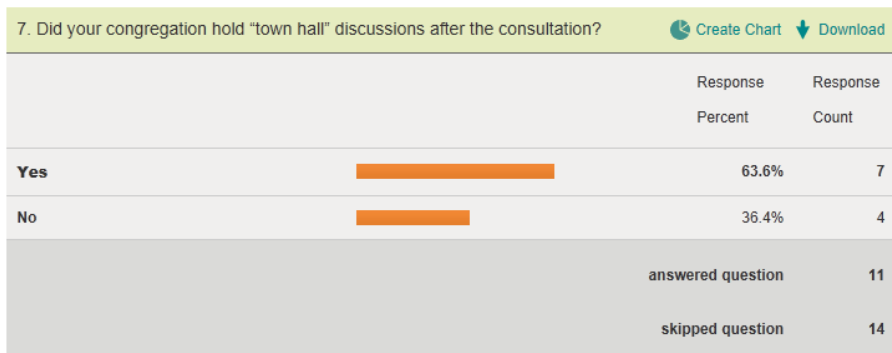 7. Did your congregation hold “town hall” discussions after the consultation? Create Chart Download
Response Response
Percent Count
Yes 63.6% 7
No 36.4% 4
answered question 11
skipped question 14